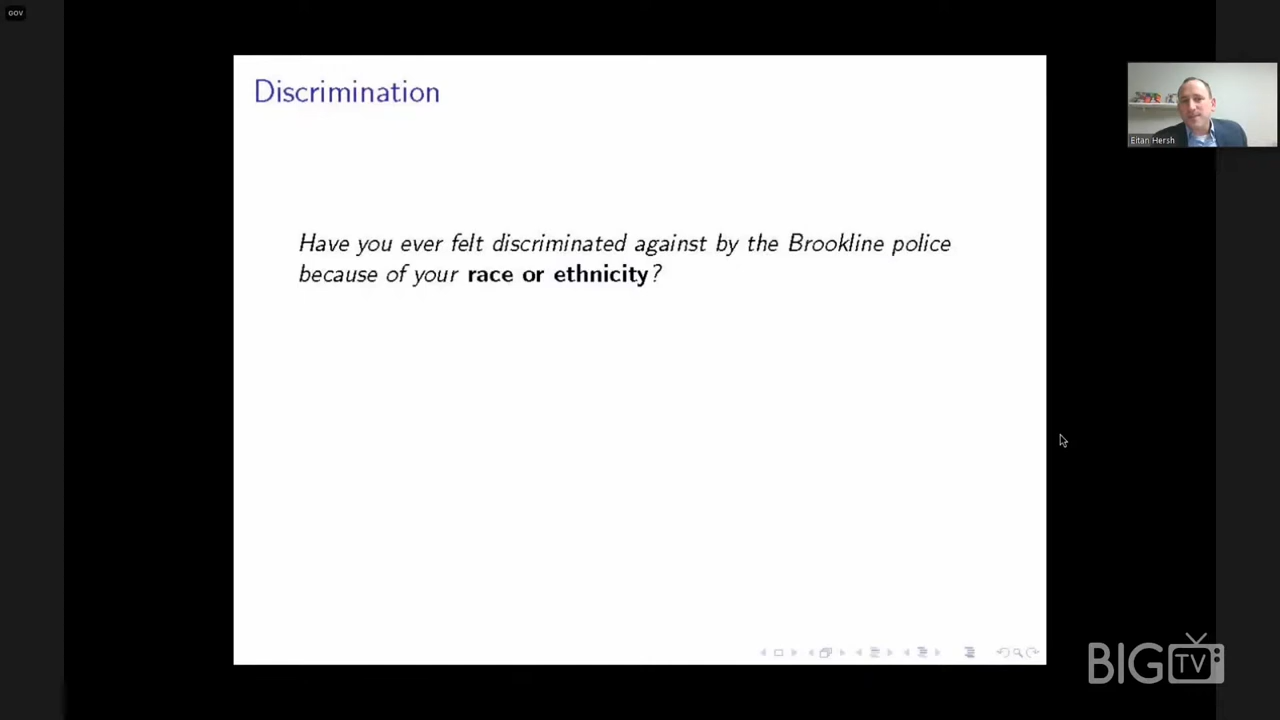 oov
Discrimination
Eitan Hersh
Have you ever felt discriminated against by the Brookline police
because of your race or ethnicity?
BIG TV